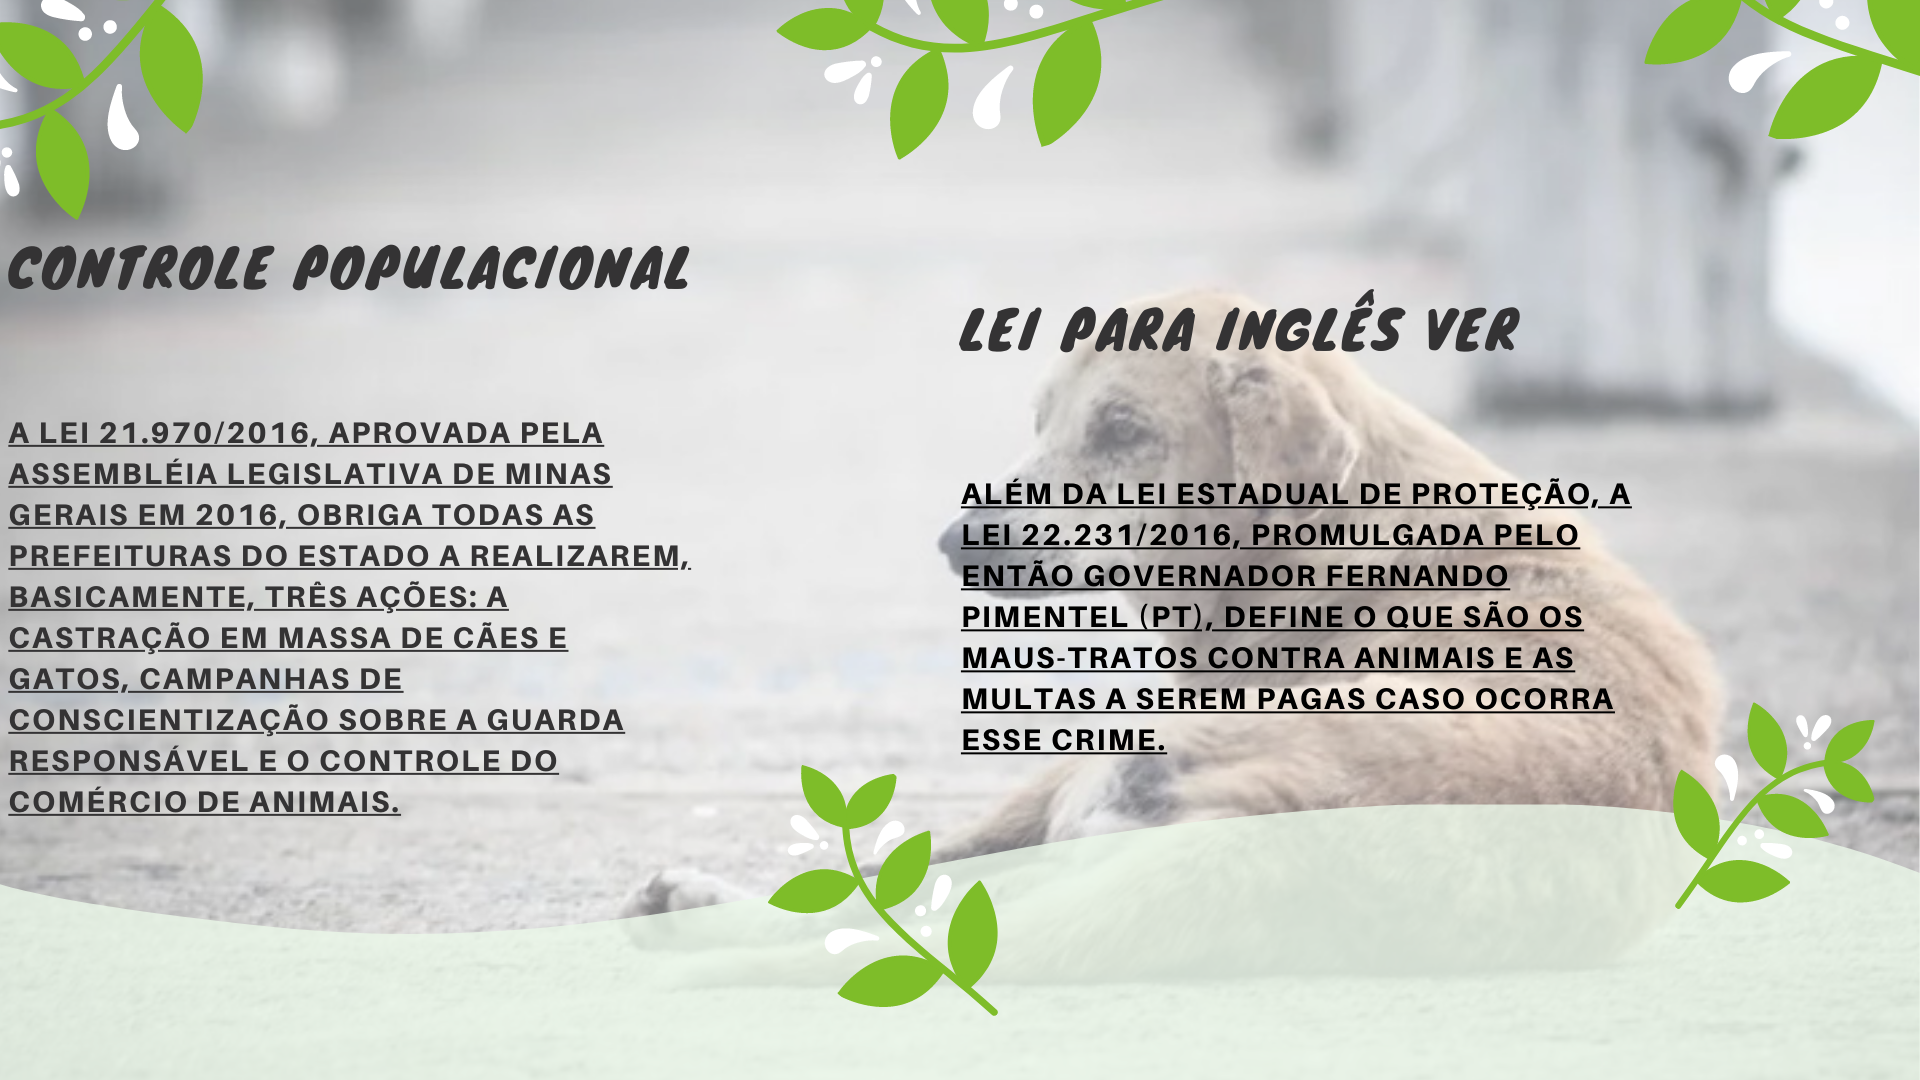 CONTROLE POPULACIONAL
A LEI 21.970/2016, APROVADA PELA
ASSEMBLÉIA LEGISLATIVA DE MINAS
GERAIS EM 2016, OBRIGA TODAS AS
PREFEITURAS DO ESTADO A REALIZAREM,
BASICAMENTE, TRÊS AÇÕES: A
CASTRAÇÃO EM MASSA DE CÃES E
GATOS, CAMPANHAS DE
CONSCIENTIZAÇÃO SOBRE A GUARDA
RESPONSÁVEL E O CONTROLE DO
COMÉRCIO DE ANIMAIS.
LEI PARA INGLÊS VER
ALÉM DA LEI ESTADUAL DE PROTEÇÃO, A
LEI 22.231/2016, PROMULGADA PELO
ENTÃO GOVERNADOR FERNANDO
PIMENTEL (PT), DEFINE O QUE SÃO OS
MAUS-TRATOS CONTRA ANIMAIS E AS
MULTAS A SEREM PAGAS CASO OCORRA
ESSE CRIME.